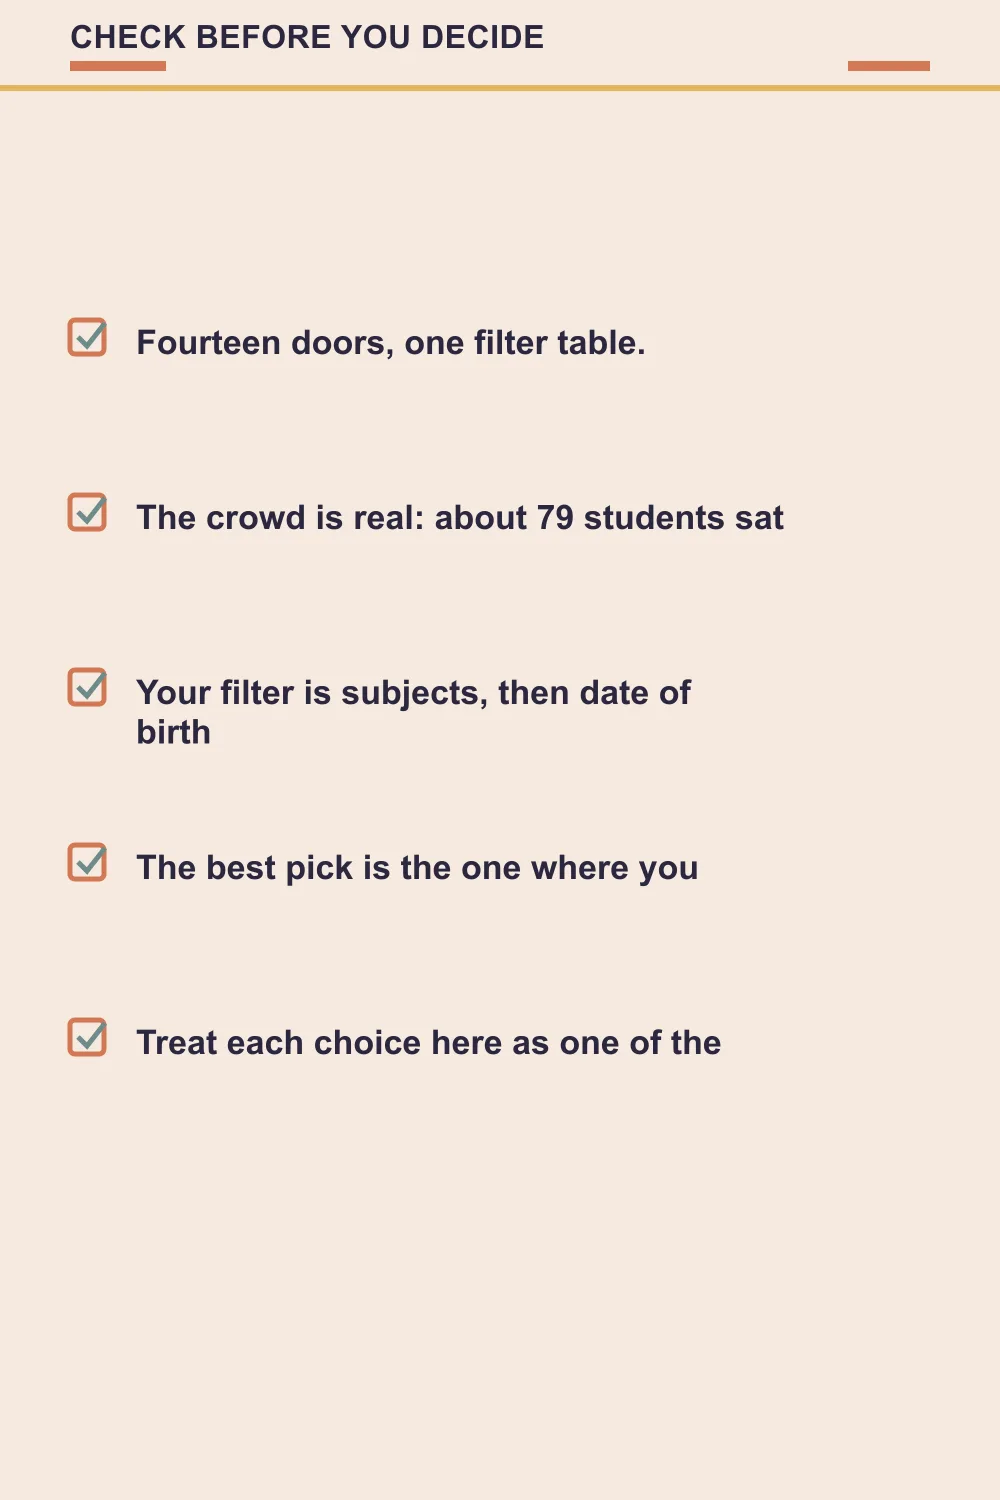 CHECK BEFORE YOU DECIDE
Fourteen doors, one filter table.
The crowd is real: about 79 students sat
Your filter is subjects, then date of
birth
The best pick is the one where you
Treat each choice here as one of the